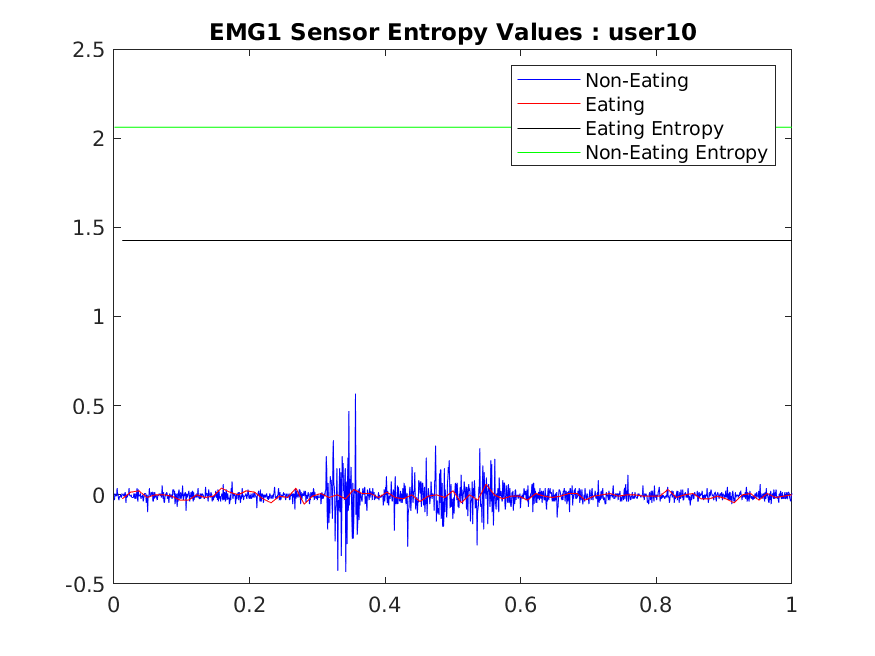 EMG1 Sensor Entropy Values : user10
2.5
Non-Eating
Eating
Eating Entropy
Non-Eating Entropy
2
1.5
1
0.5
0
-0.5
0 0.2 0.4 0.6 0.8 1